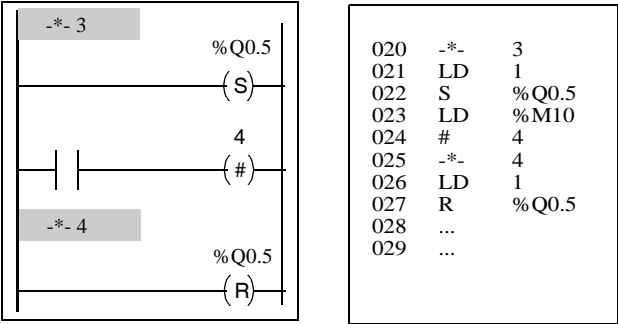 -*- 3
%Q0.5
(S)
4
(#)
-*- 4
%Q0.5
(R)
020 -*- 3
021 LD 1
022 S %Q0.5
023 LD %M10
024 # 4
025 -*- 4
026 LD 1
027 R %Q0.5
028 ...
029 ...